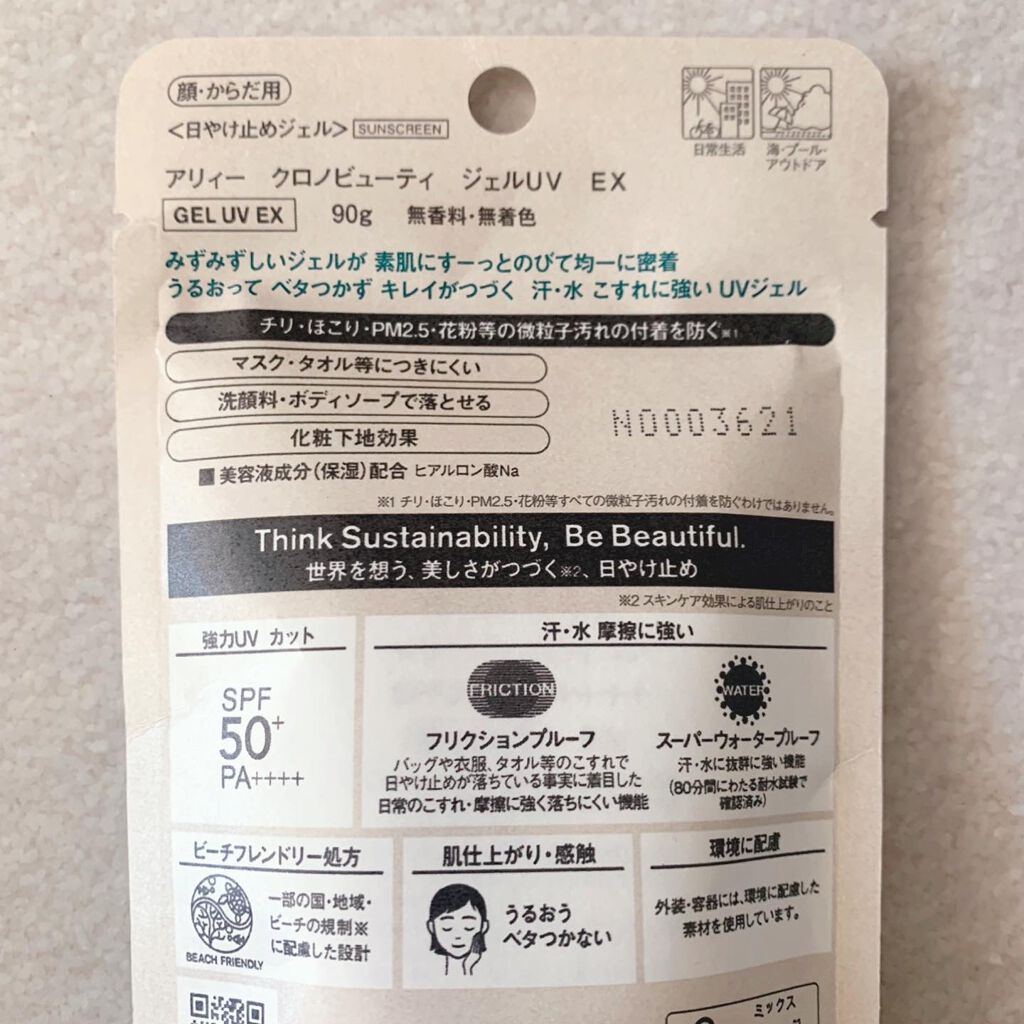 顔・からだ用
<日やけ止めジェル> SUNSCREEN
日常生活
海・プール・
アウトドア
アリィー クロノビューティ ジェルUV EX
GEL UV EX 90g 無香料・無着色
みずみずしいジェルが 素肌にすーっとのびて均一に密着
うるおって ベタつかず キレイがつづく 汗・水 こすれに強い UVジェル
チリ・ほこり・PM2.5・花粉等の微粒子汚れの付着を防ぐ※1
マスク・タオル等につきにくい
洗顔料・ボディソープで落とせる
化粧下地効果
N0003621
美容液成分(保湿)配合 ヒアルロン酸Na
※1 チリ・ほこり・PM2.5・花粉等すべての微粒子汚れの付着を防ぐわけではありません。
Think Sustainability, Be Beautiful.
世界を想う、美しさがつづく※2、日やけ止め
※2 スキンケア効果による肌仕上がりのこと
強力UV カット
SPF
50+
PA++++
汗・水 摩擦に強い
FRICTION
フリクションプルーフ
バッグや衣服、タオル等のこすれで
日やけ止めが落ちている事実に着目した
日常のこすれ・摩擦に強く落ちにくい機能
WATER
スーパーウォータープルーフ
汗・水に抜群に強い機能
(80分間にわたる耐水試験で
確認済み)
ビーチフレンドリー処方
BEACH FRIENDLY
一部の国・地域・
ビーチの規制※
に配慮した設計
肌仕上がり・感触
うるおう
ベタつかない
環境に配慮
外装・容器には、環境に配慮した
素材を使用しています。
ミックス